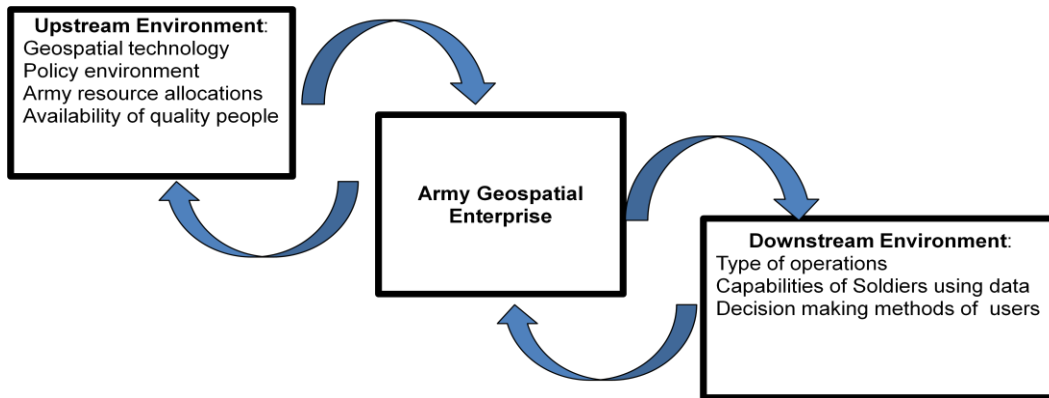 Upstream Environment:
Geospatial technology
Policy environment
Army resource allocations
Availability of quality people
Army Geospatial
Enterprise
Downstream Environment:
Type of operations
Capabilities of Soldiers using data
Decision making methods of users